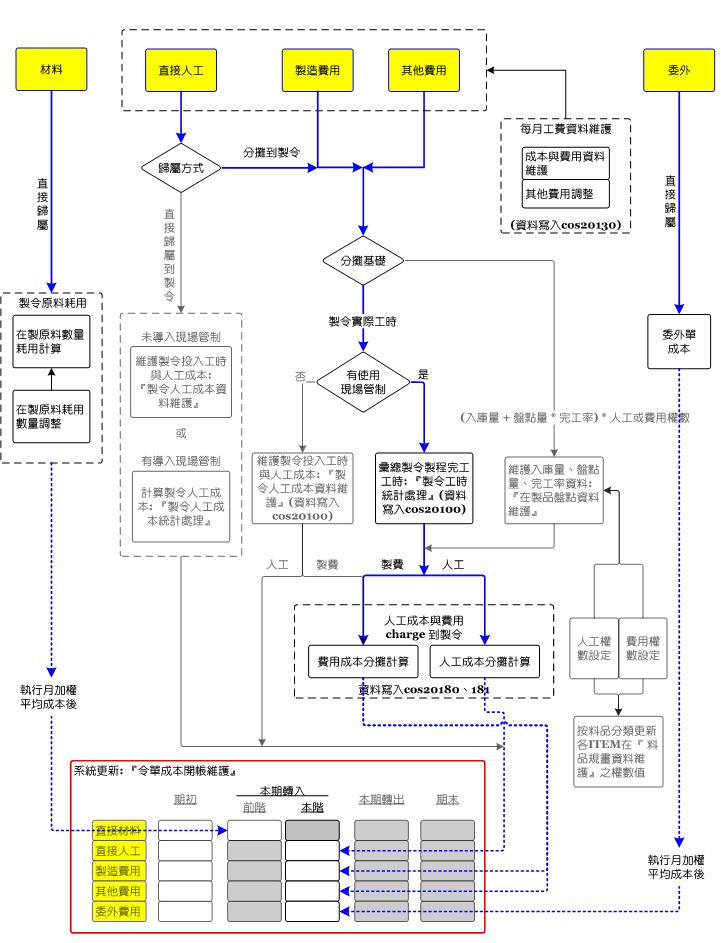 材料
直接人工
製造費用
其他費用
委外
每月工費資料維護
成本與費用資料
維護
其他費用調整
(資料寫入cos20130)
分攤到製令
歸屬方式
直接歸屬
直接歸屬到製令
直接歸屬
分攤基礎
製令實際工時
製令原料耗用
在製原料數量
耗用計算
在製原料耗用
數量調整
未導入現場管制
維護製令投入工時
與人工成本:
『製令人工成本資
料維護』
或
有導入現場管制
計算製令人工成
本:『製令人工成
本統計處理』
有使用
現場管制
否
是
委外單
成本
(入庫量 + 盤點量 * 完工率) * 人工或費用權數
維護製令投入工時
與人工成本:『製
令人工成本資料維
護』(資料寫入
cos20100)
彙總製令製程完工
工時:『製令工時
統計處理』(資料
寫入cos20100)
維護入庫量、盤點
量、完工率資料:
『在製品盤點資料
維護』
人工
製費
製費
人工
人工成本與費用
charge 到製令
費用成本分攤計算
人工成本分攤計算
資料寫入cos20180、181
人工權
數設定
費用權
數設定
按料品分類更新
各ITEM在『 料
品規畫資料維
護』之權數值
執行月加權
平均成本後
系統更新:『令單成本開帳維護』
期初
本期轉入
前階
本階
本期轉出
期末
直接材料
直接人工
製造費用
其他費用
委外費用
執行月加權
平均成本後